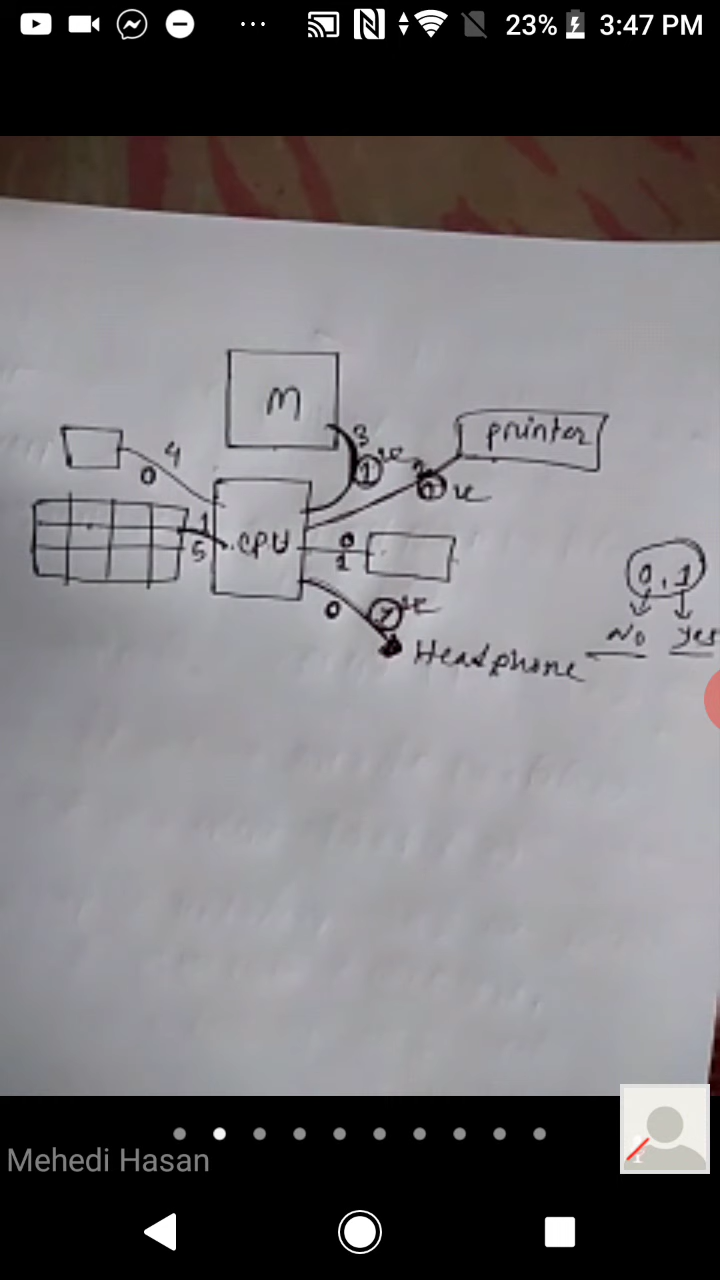 23% 3:47 PM
M
3
1
printer
4
0
1
5
.CPU
0
1
0
Headphone
0,1
No yes
Mehedi Hasan